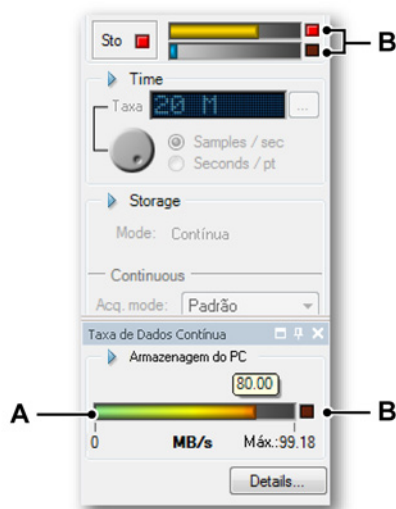 Sto
B
Time
Taxa 20 M ...
Samples / sec
Seconds / pt
Storage
Mode: Contínua
Continuous
Acq. mode: Padrão
Taxa de Dados Contínua
Armazenagem do PC
80.00
A B
0 MB/s Máx.:99.18
Details...